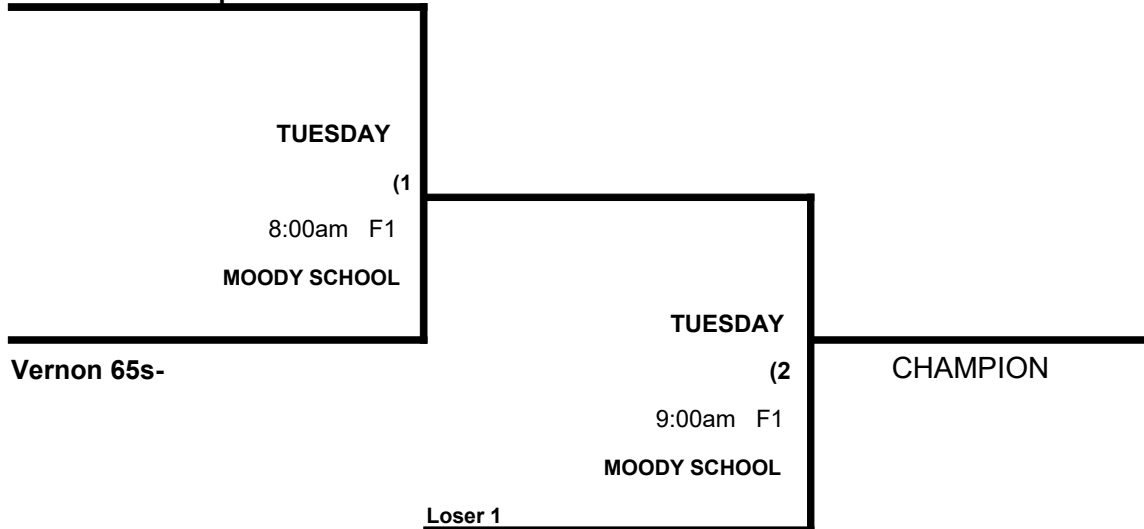 TUESDAY
(1
8:00am F1
MOODY SCHOOL
TUESDAY
Vernon 65s-
(2
CHAMPION
9:00am F1
MOODY SCHOOL
Loser 1